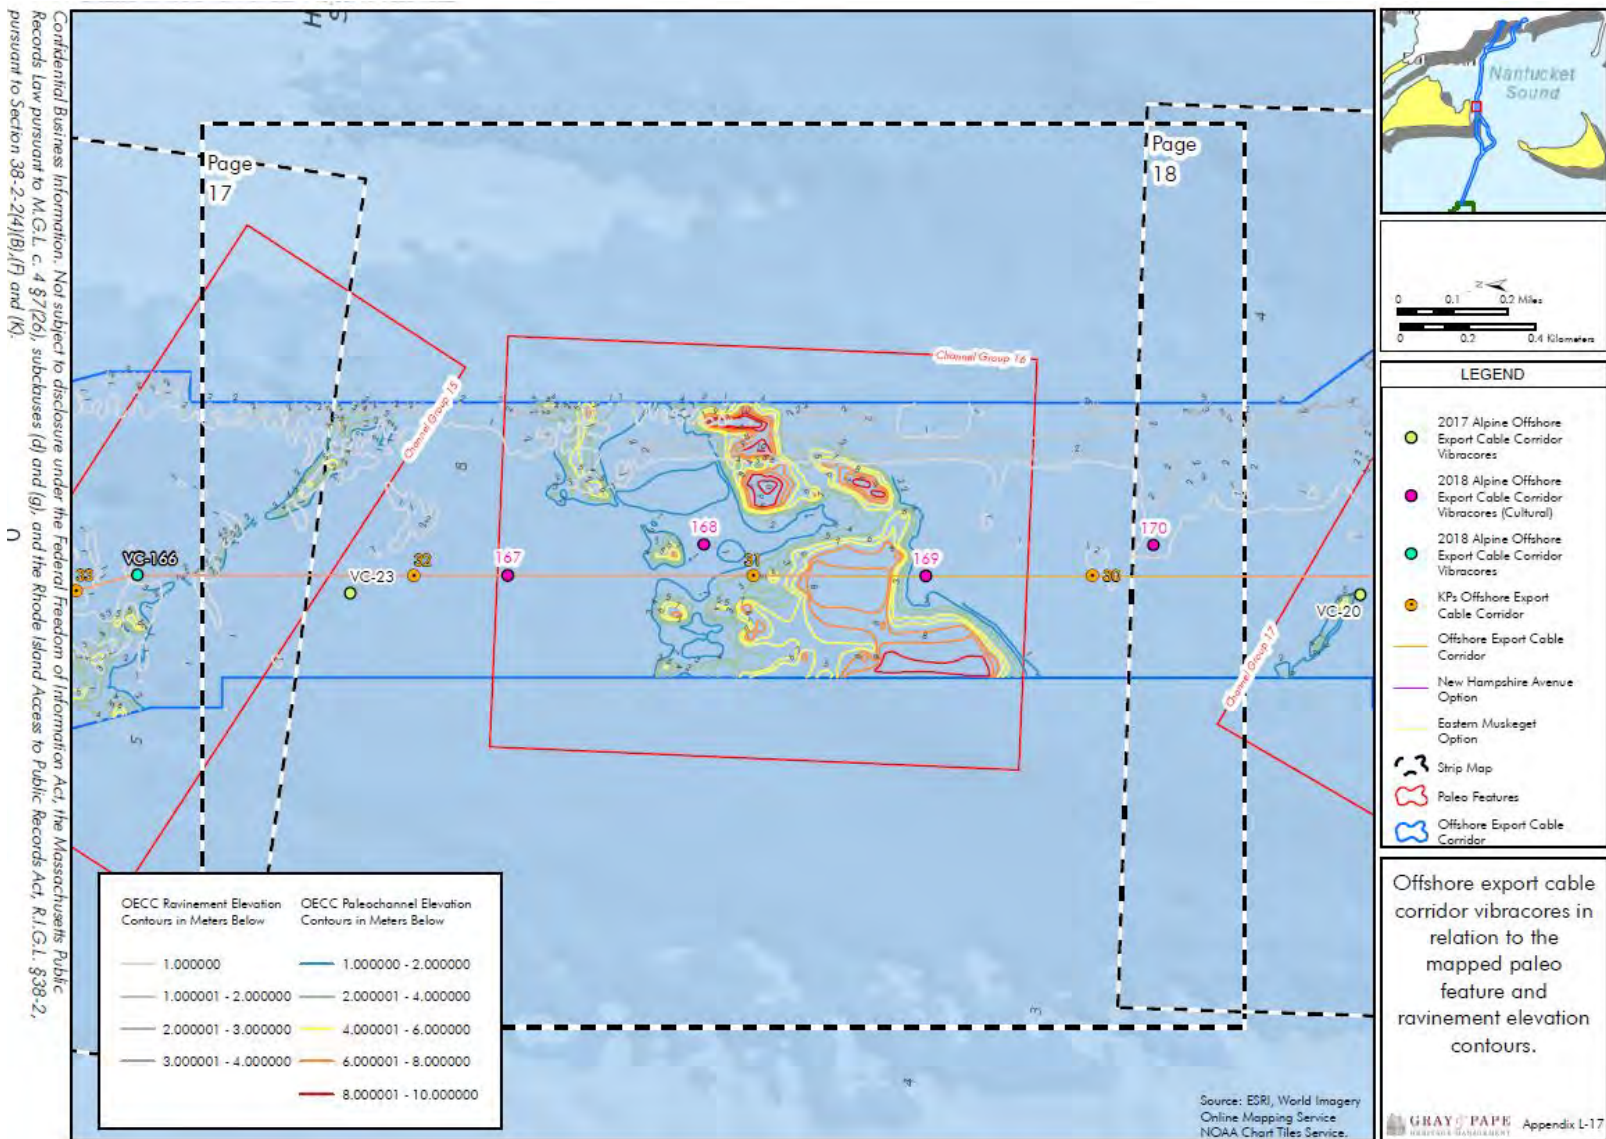 Confidential Business Information. Not subject to disclosure under the Federal Freedom of Information Act, the Massachusetts Public
Records Law pursuant to M.G.L. c. 4 §7(26), subclauses (d) and (g), and the Rhode Island Access to Public Records Act, R.I.G.L. §38-2,
pursuant to Section 38-2-2(4)(B),(F) and (K).
Page
17
Page
18
Channel Group 15
Channel Group 16
Channel Group 17
33
VC-166
VC-23
32
167
168
31
169
30
170
VC-20
8
5
4
3
4
OECC Ravinement Elevation
Contours in Meters Below
1.000000
1.000001 - 2.000000
2.000001 - 3.000000
3.000001 - 4.000000
OECC Paleochannel Elevation
Contours in Meters Below
1.000000 - 2.000000
2.000001 - 4.000000
4.000001 - 6.000000
6.000001 - 8.000000
8.000001 - 10.000000
Source: ESRI, World Imagery
Online Mapping Service
NOAA Chart Tiles Service.
Nantucket
Sound
N
0 0.1 0.2 Miles
0 0.2 0.4 Kilometers
LEGEND
2017 Alpine Offshore
Export Cable Corridor
Vibracores
2018 Alpine Offshore
Export Cable Corridor
Vibracores (Cultural)
2018 Alpine Offshore
Export Cable Corridor
Vibracores
KPs Offshore Export
Cable Corridor
Offshore Export Cable
Corridor
New Hampshire Avenue
Option
Eastern Muskeget
Option
Strip Map
Paleo Features
Offshore Export Cable
Corridor
Offshore export cable
corridor vibracores in
relation to the
mapped paleo
feature and
ravinement elevation
contours.
GRAY & PAPE
HERITAGE MANAGEMENT
Appendix L-17